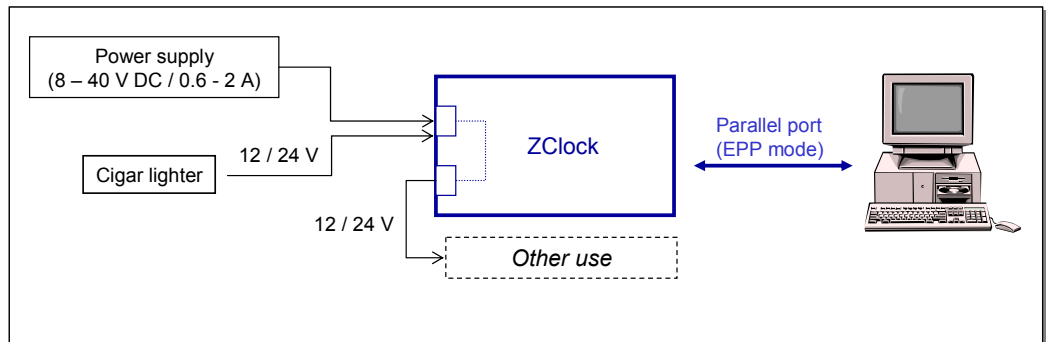 Power supply
(8 – 40 V DC / 0.6 - 2 A)
Cigar lighter
12 / 24 V
ZClock
Parallel port
(EPP mode)
12 / 24 V
Other use